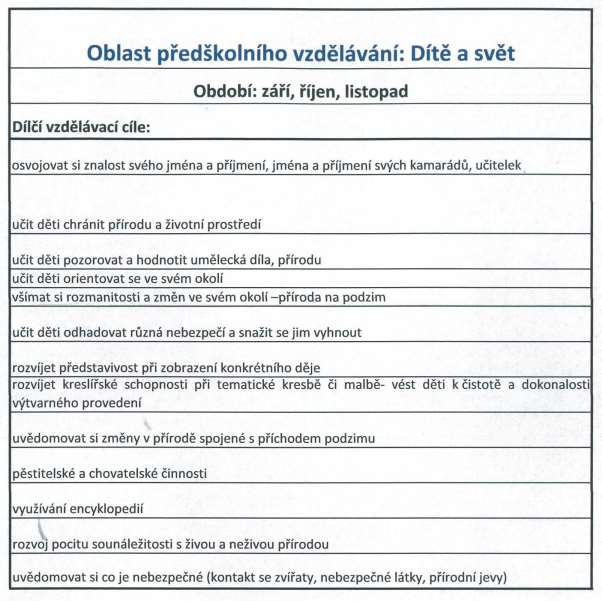 Oblast předškolního vzdělávání: Dítě a svět
Období: září, říjen, listopad
Dílčí vzdělávací cíle:
osvojovat si znalost svého jména a příjmení, jména a příjmení svých kamarádů, učitelek
učit děti chránit přírodu a životní prostředí
učit děti pozorovat a hodnotit umělecká díla, přírodu
učit děti orientovat se ve svém okolí
všímat si rozmanitosti a změn ve svém okolí –příroda na podzim
učit děti odhadovat různá nebezpečí a snažit se jim vyhnout
rozvíjet představivost při zobrazení konkrétního děje
rozvíjet kreslířské schopnosti při tematické kresbě či malbě- vést děti k čistotě a dokonalosti
výtvarného provedení
uvědomovat si změny v přírodě spojené s příchodem podzimu
pěstitelské a chovatelské činnosti
využívání encyklopedií
rozvoj pocitu sounáležitosti s živou a neživou přírodou
uvědomovat si co je nebezpečné (kontakt se zvířaty, nebezpečné látky, přírodní jevy)